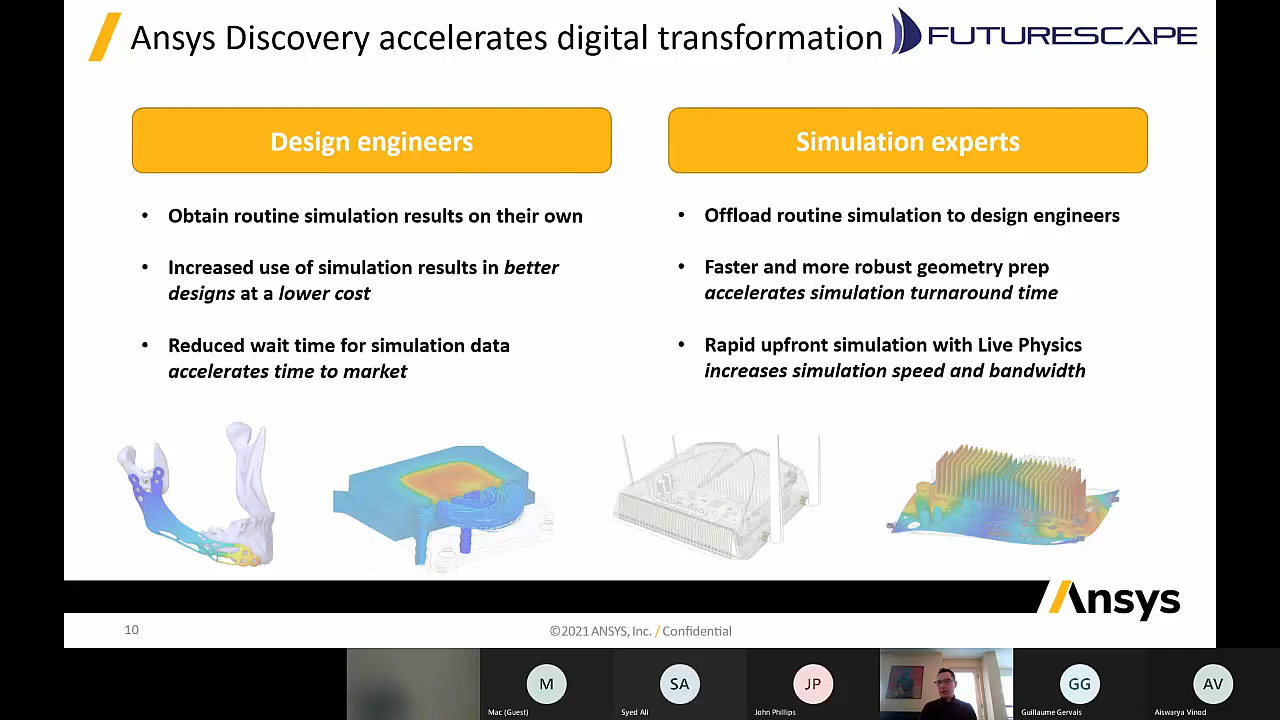 Ansys Discovery accelerates digital transformation
FUTURESCAPE
Design engineers
• Obtain routine simulation results on their own
• Increased use of simulation results in better
designs at a lower cost
• Reduced wait time for simulation data
accelerates time to market
Simulation experts
• Offload routine simulation to design engineers
• Faster and more robust geometry prep
accelerates simulation turnaround time
• Rapid upfront simulation with Live Physics
increases simulation speed and bandwidth
Ansys
10
©2021 ANSYS, Inc. / Confidential
M
SA
JP
GG
AV
Mac (Guest)
Syed Ali
John Phillips
Guillaume Gervais
Aiswarya Vinod